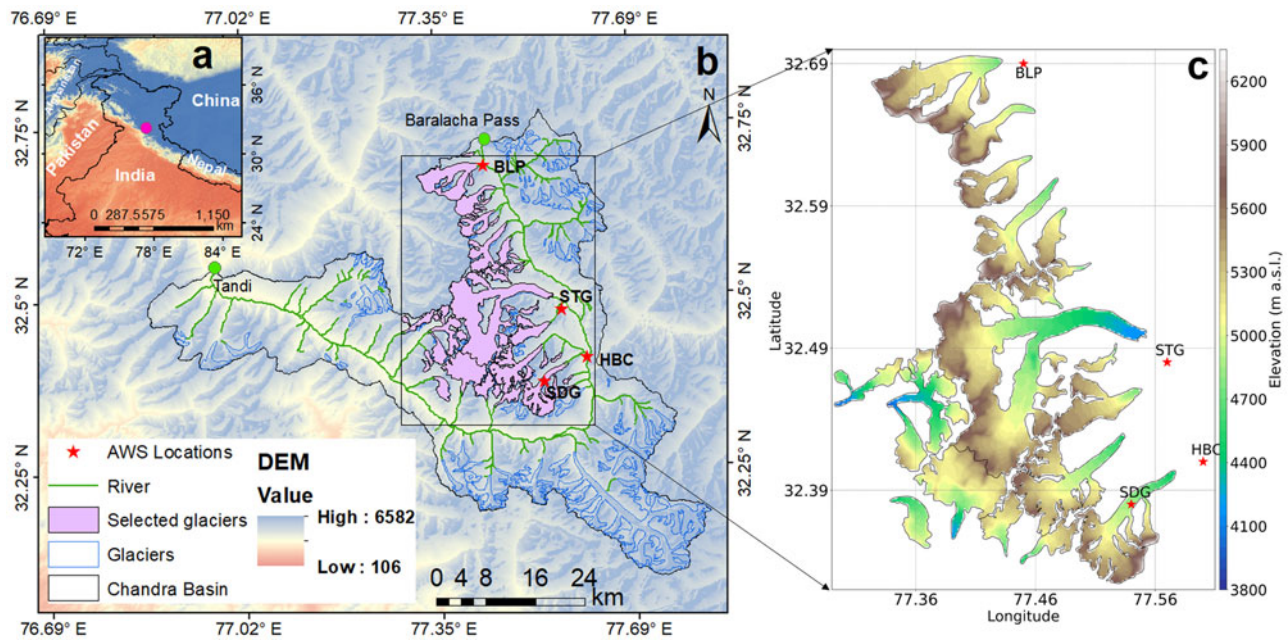 76.69° E 77.02° E 77.35° E 77.69° E
a
36° N
30° N
24° N
China
Pakistan
India
Nepal
0 287.5575 1,150
km
72° E 78° E 84° E
b
N
Baralacha Pass
BLP
Tandi
STG
HBC
SDG
32.75° N
32.5° N
32.25° N
32.75° N
32.5° N
32.25° N
AWS Locations
River
Selected glaciers
Glaciers
Chandra Basin
DEM
Value
High : 6582
Low : 106
0 4 8 16 24
km
76.69° E 77.02° E 77.35° E 77.69° E
c
32.69
32.59
32.49
32.39
Latitude
BLP
STG
HBC
SDG
77.36 77.46 77.56
Longitude
6200
5900
5600
5300
5000
4700
4400
4100
3800
Elevation (m a.s.l.)